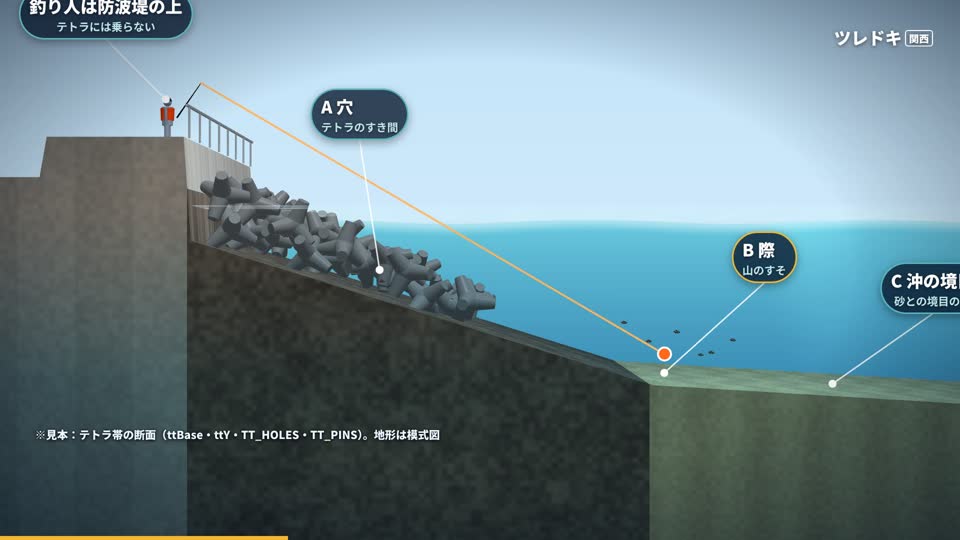 釣り人は防波堤の上
テトラには乗らない
ツレドキ 関西
A 穴
テトラのすき間
B 際
山のすそ
C 沖の境
砂との境目の
※見本：テトラ帯の断面（ttBase・ttY・TT_HOLES・TT_PINS）。地形は模式図